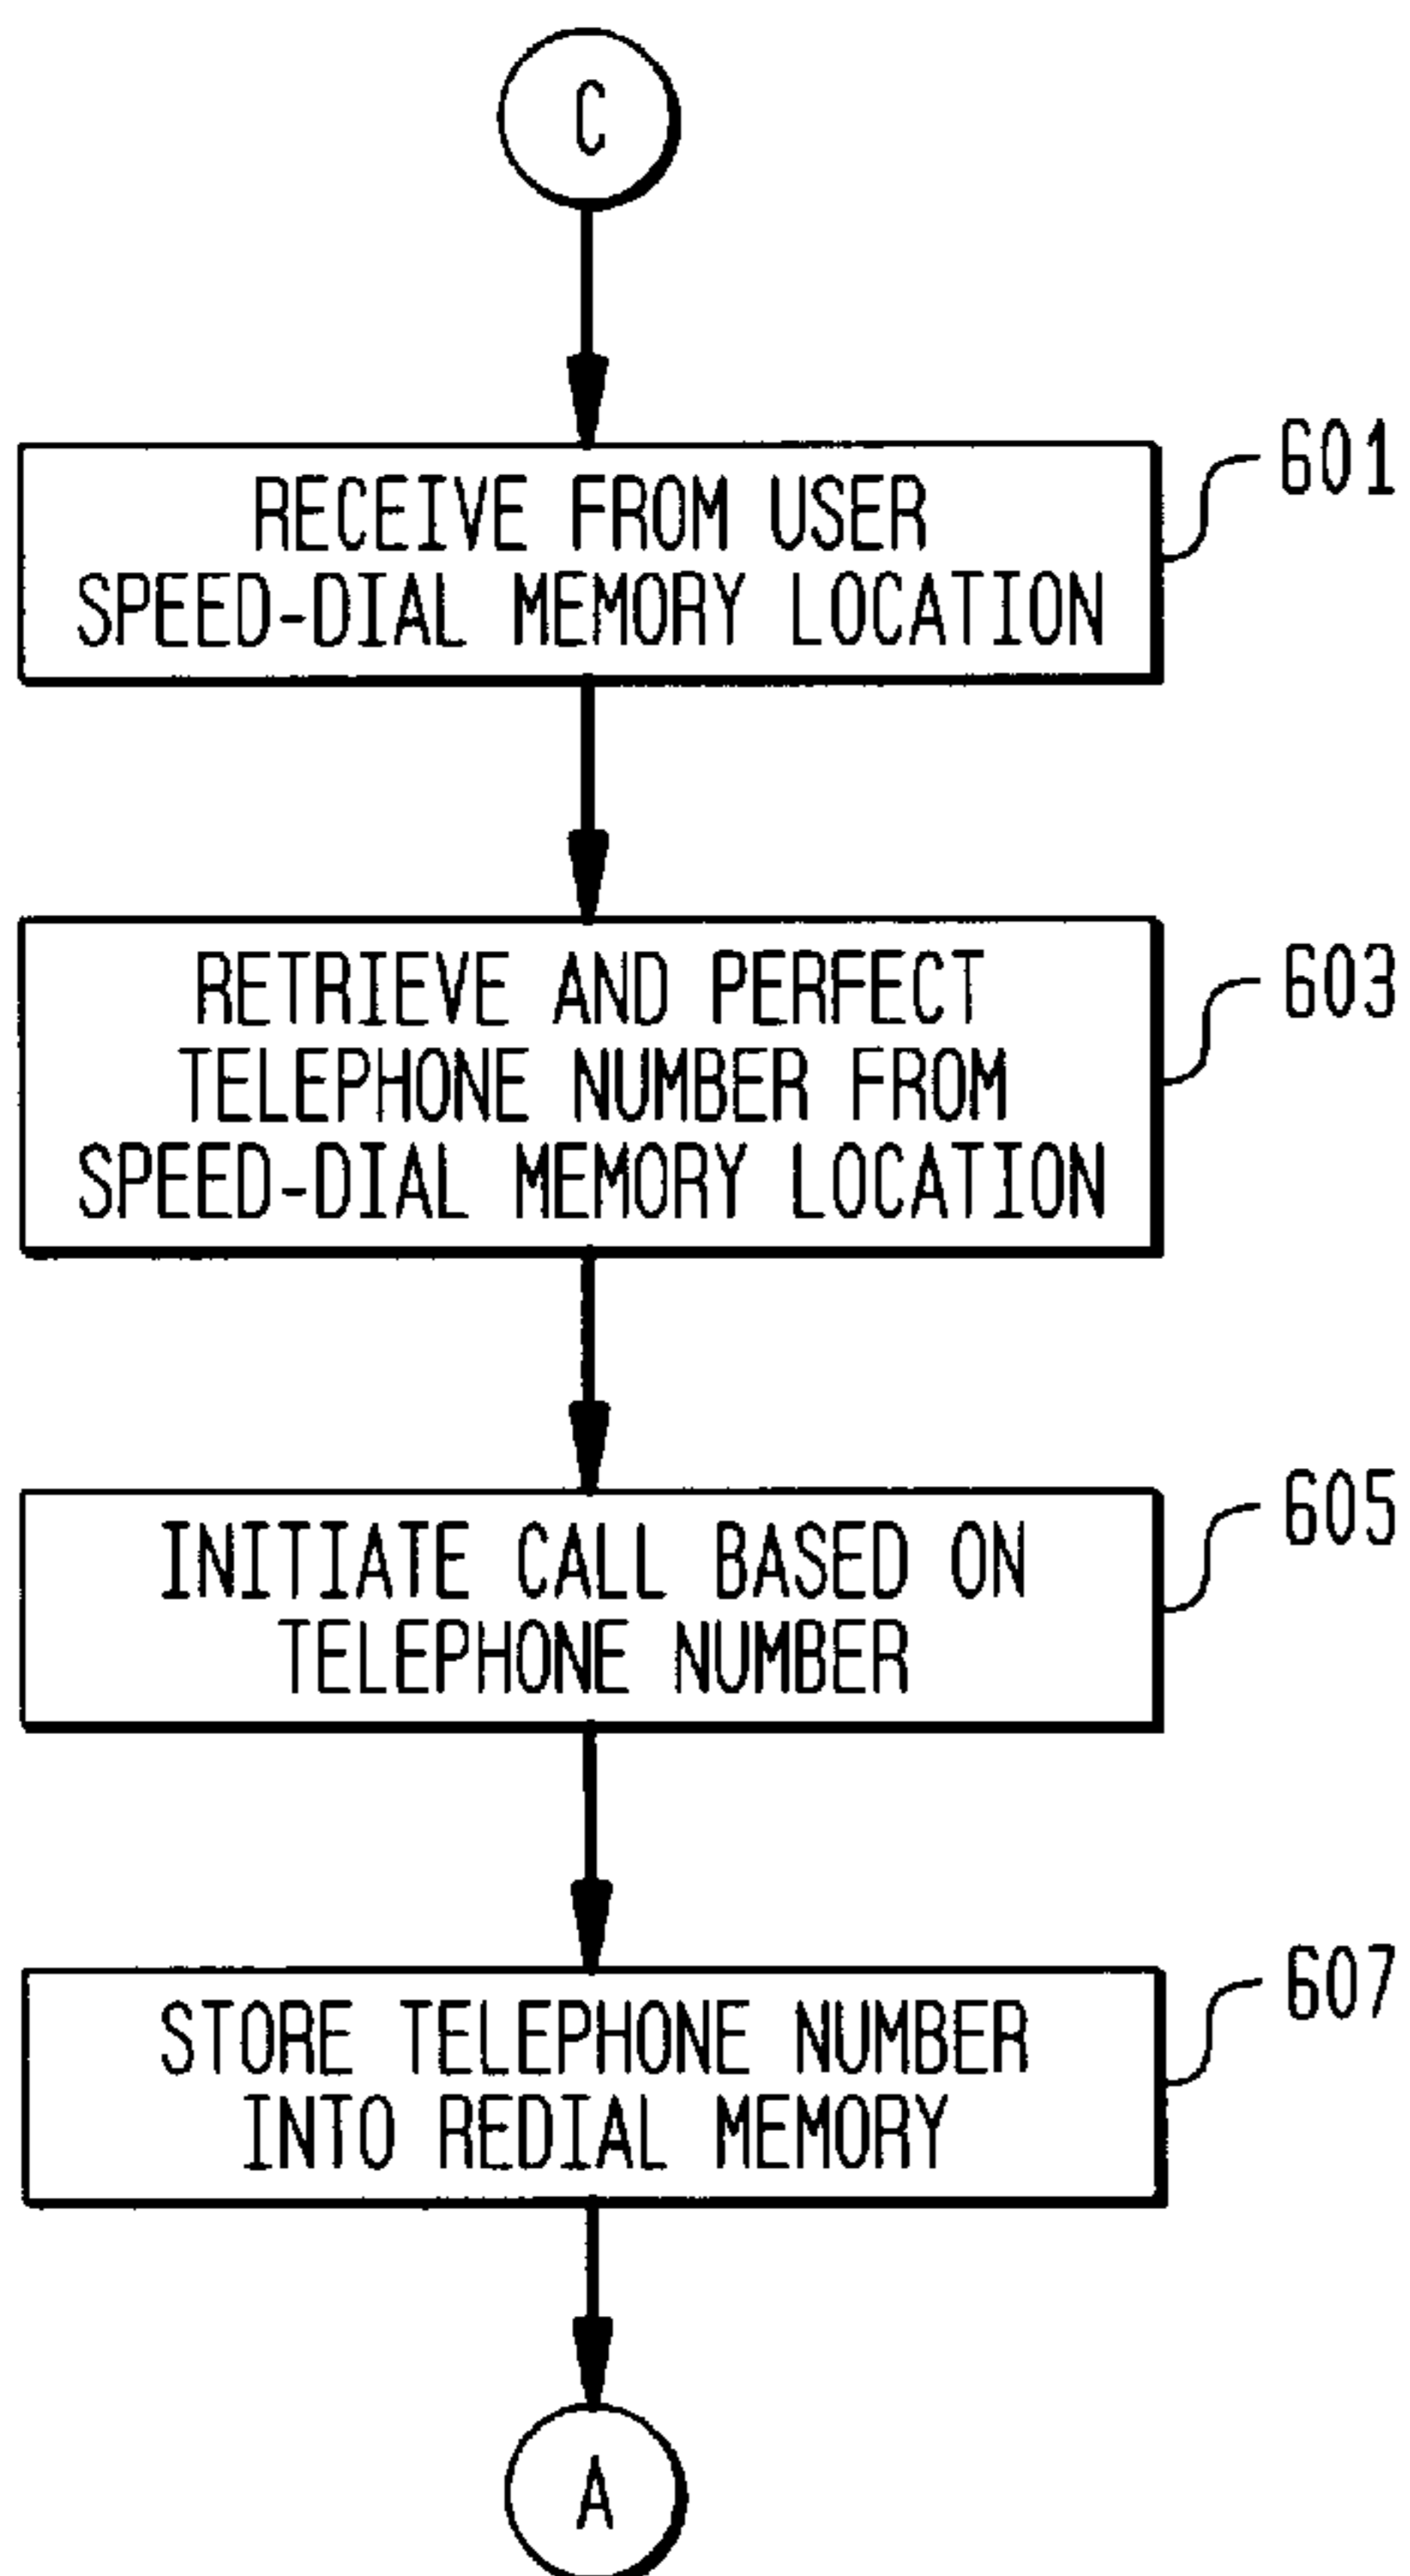 C
RECEIVE FROM USER
SPEED-DIAL MEMORY LOCATION
601
RETRIEVE AND PERFECT
TELEPHONE NUMBER FROM
SPEED-DIAL MEMORY LOCATION
603
INITIATE CALL BASED ON
TELEPHONE NUMBER
605
STORE TELEPHONE NUMBER
INTO REDIAL MEMORY
607
A